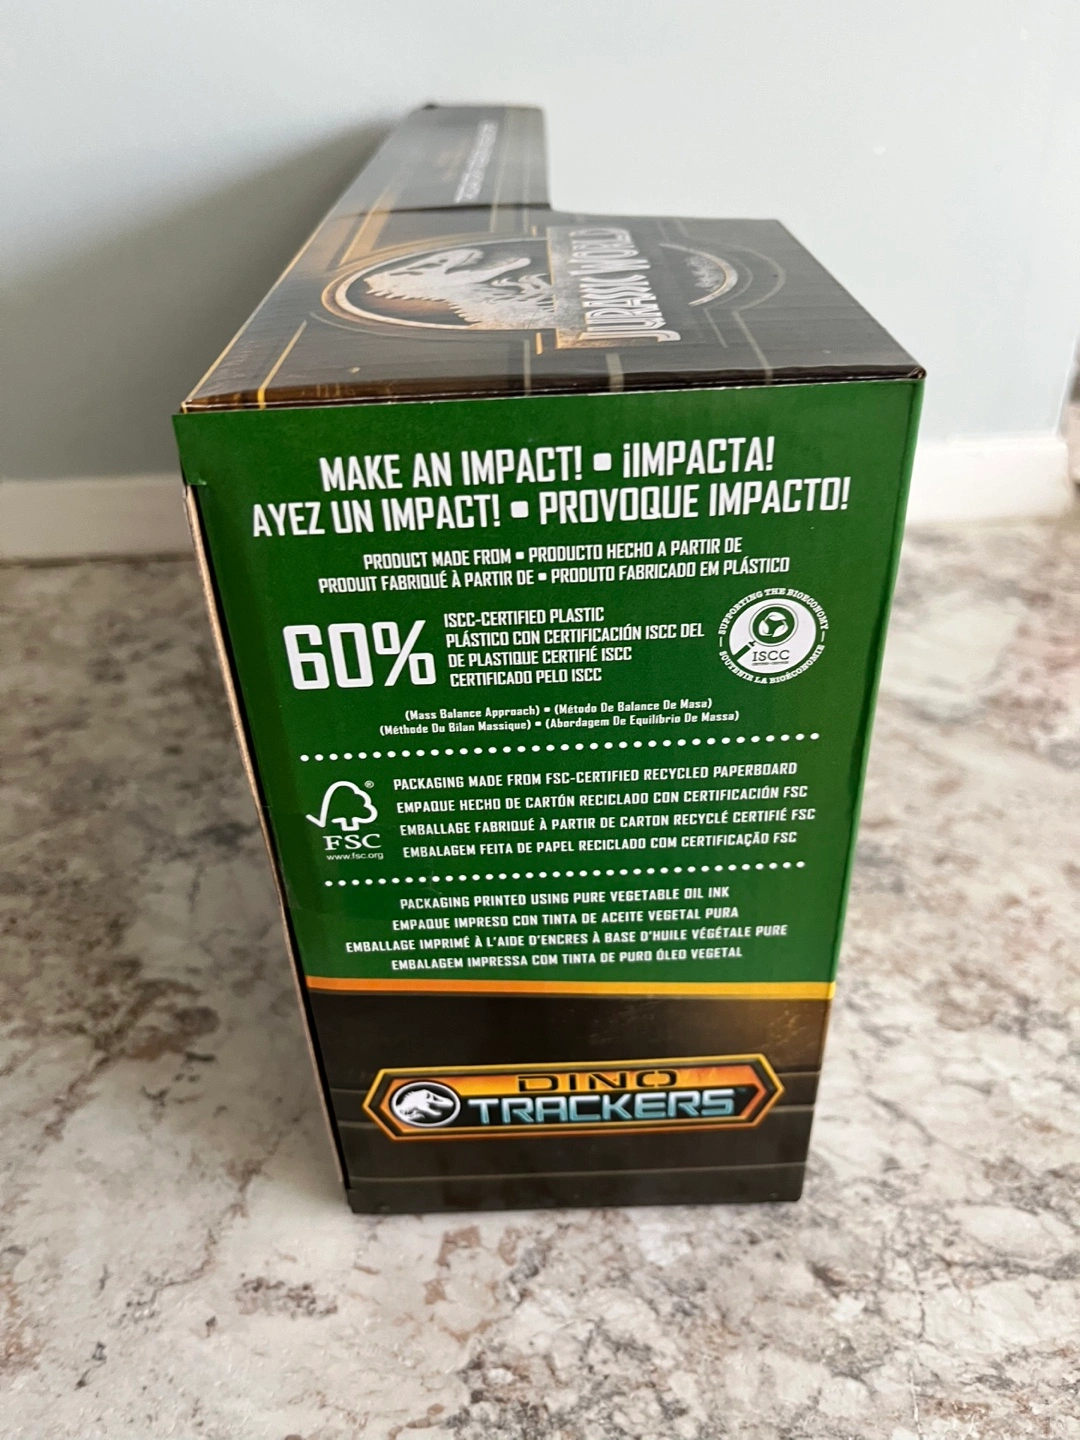 JURASSIC WORLD
MAKE AN IMPACT! ▪ ¡IMPACTA!
AYEZ UN IMPACT! ▪ PROVOQUE IMPACTO!
PRODUCT MADE FROM ▪ PRODUCTO HECHO A PARTIR DE
PRODUIT FABRIQUÉ À PARTIR DE ▪ PRODUTO FABRICADO EM PLÁSTICO
60%
ISCC-CERTIFIED PLASTIC
PLÁSTICO CON CERTIFICACIÓN ISCC DEL
DE PLASTIQUE CERTIFIÉ ISCC
CERTIFICADO PELO ISCC
SUPPORTING THE BIOECONOMY
ISCC
SOUTENIR LA BIOÉCONOMIE
(Mass Balance Approach) ▪ (Método De Balance De Masa)
(Méthode Du Bilan Massique) ▪ (Abordagem De Equilíbrio De Massa)
FSC®
www.fsc.org
PACKAGING MADE FROM FSC-CERTIFIED RECYCLED PAPERBOARD
EMPAQUE HECHO DE CARTÓN RECICLADO CON CERTIFICACIÓN FSC
EMBALLAGE FABRIQUÉ À PARTIR DE CARTON RECYCLÉ CERTIFIÉ FSC
EMBALAGEM FEITA DE PAPEL RECICLADO COM CERTIFICAÇÃO FSC
PACKAGING PRINTED USING PURE VEGETABLE OIL INK
EMPAQUE IMPRESO CON TINTA DE ACEITE VEGETAL PURA
EMBALLAGE IMPRIMÉ À L'AIDE D'ENCRES À BASE D'HUILE VÉGÉTALE PURE
EMBALAGEM IMPRESSA COM TINTA DE PURO ÓLEO VEGETAL
DINO
TRACKERS™